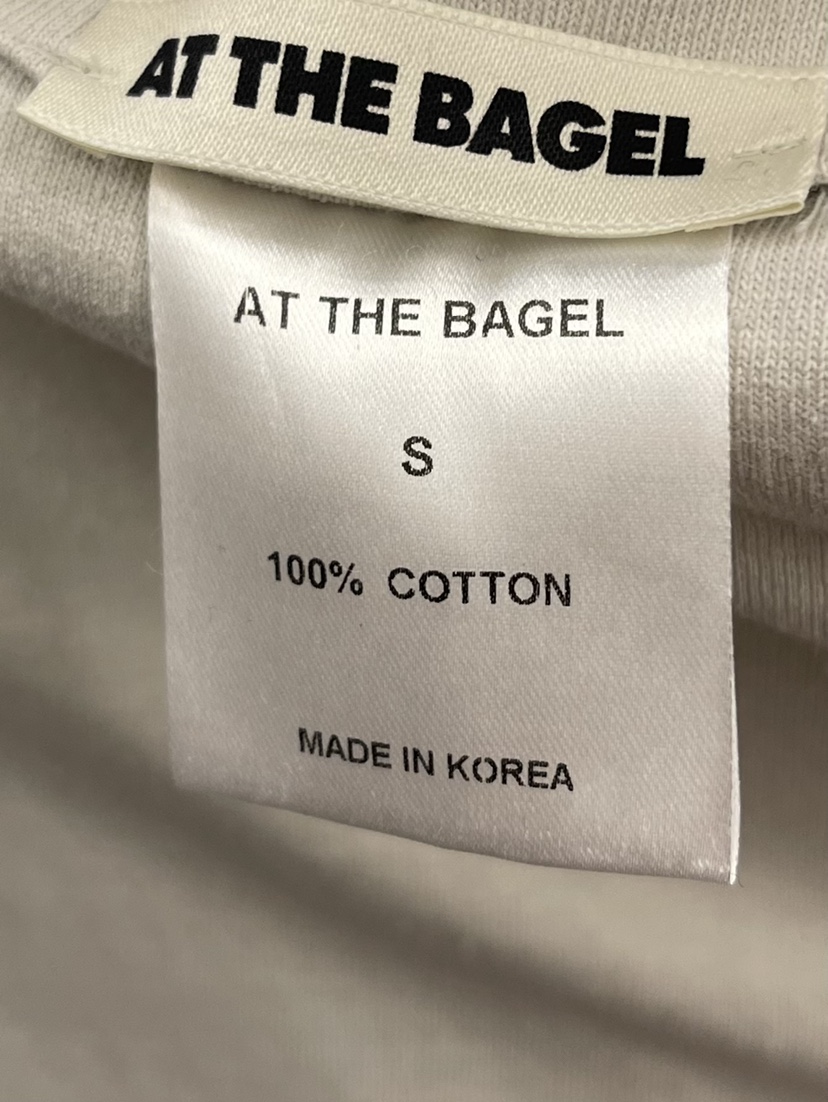 AT THE BAGEL
AT THE BAGEL
S
100% COTTON
MADE IN KOREA